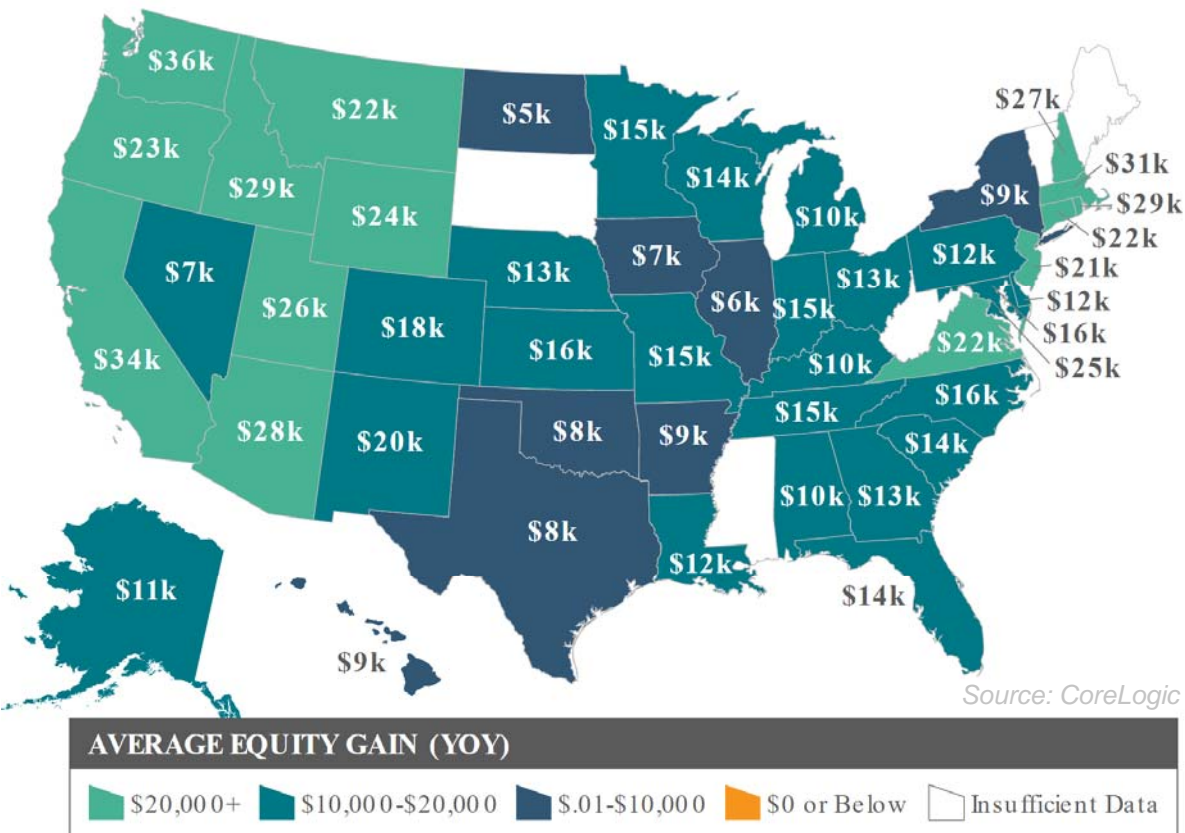 $36k
$22k
$5k
$15k
$27k
$23k
$29k
$24k
$14k
$10k
$9k
$31k
$29k
$22k
$7k
$26k
$18k
$13k
$7k
$6k
$15k
$13k
$12k
$21k
$12k
$16k
$25k
$34k
$16k
$15k
$10k
$22k
$28k
$20k
$8k
$9k
$15k
$16k
$14k
$8k
$12k
$10k
$13k
$14k
$11k
$9k
Source: CoreLogic
AVERAGE EQUITY GAIN (YOY)
$20,000+ $10,000-$20,000 $.01-$10,000 $0 or Below Insufficient Data